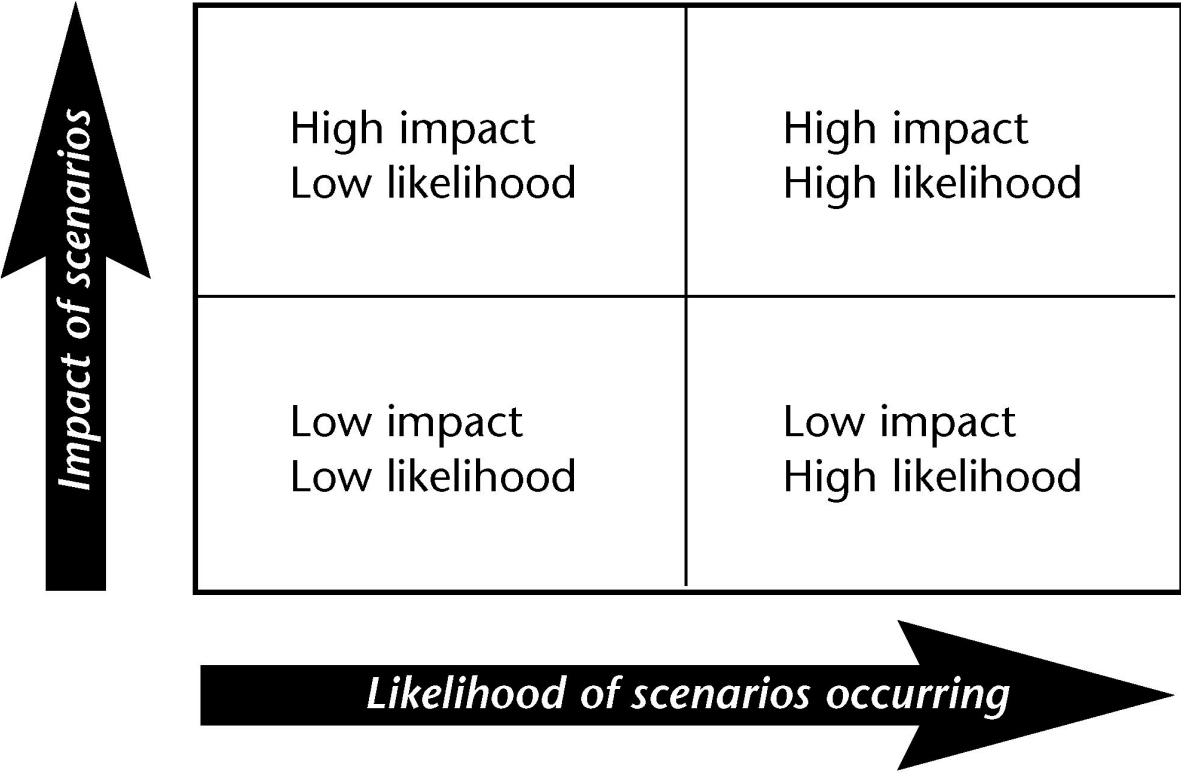 Impact of scenarios
High impact
Low likelihood
High impact
High likelihood
Low impact
Low likelihood
Low impact
High likelihood
Likelihood of scenarios occurring